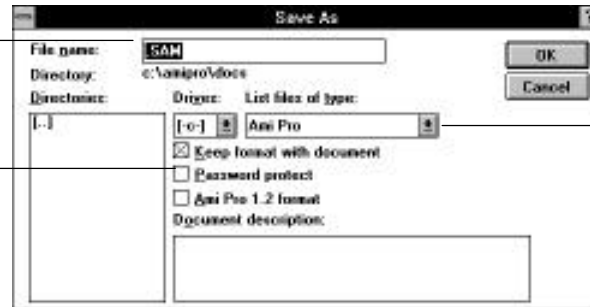 Save As
File name: .SAM
OK
Directory: c:\amipro\docs
Cancel
Directories: Drives: List files of type:
[..] [-c-] Ami Pro
Keep format with document
Password protect
Ami Pro 1.2 format
Document description: